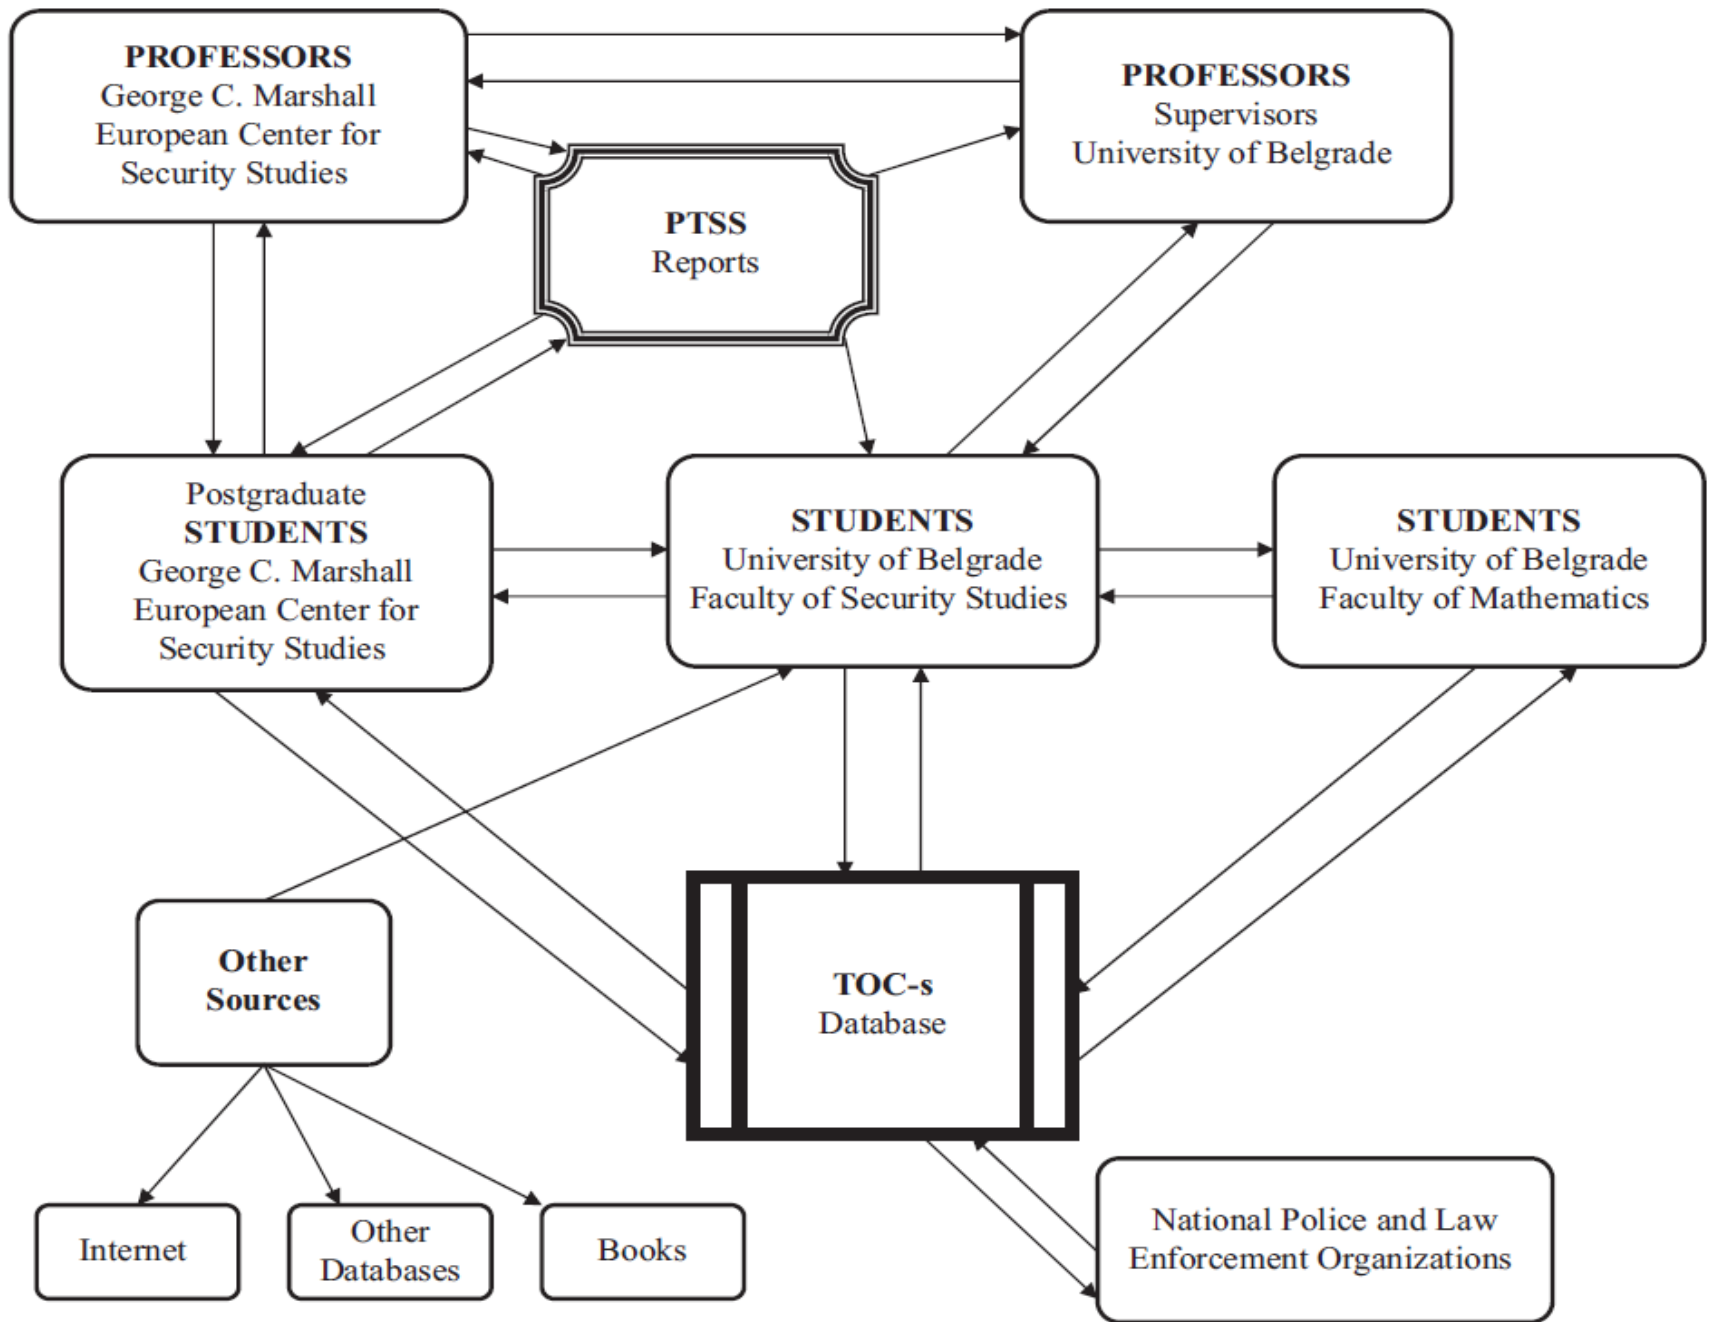 PROFESSORS
George C. Marshall
European Center for
Security Studies
PROFESSORS
Supervisors
University of Belgrade
PTSS
Reports
Postgraduate
STUDENTS
George C. Marshall
European Center for
Security Studies
STUDENTS
University of Belgrade
Faculty of Security Studies
STUDENTS
University of Belgrade
Faculty of Mathematics
Other
Sources
TOC-s
Database
Internet
Other
Databases
Books
National Police and Law
Enforcement Organizations